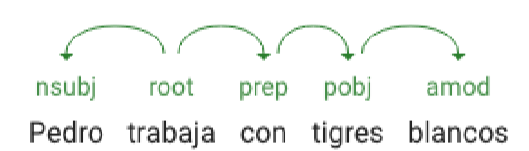 nsubj root prep pobj amod
Pedro trabaja con tigres blancos